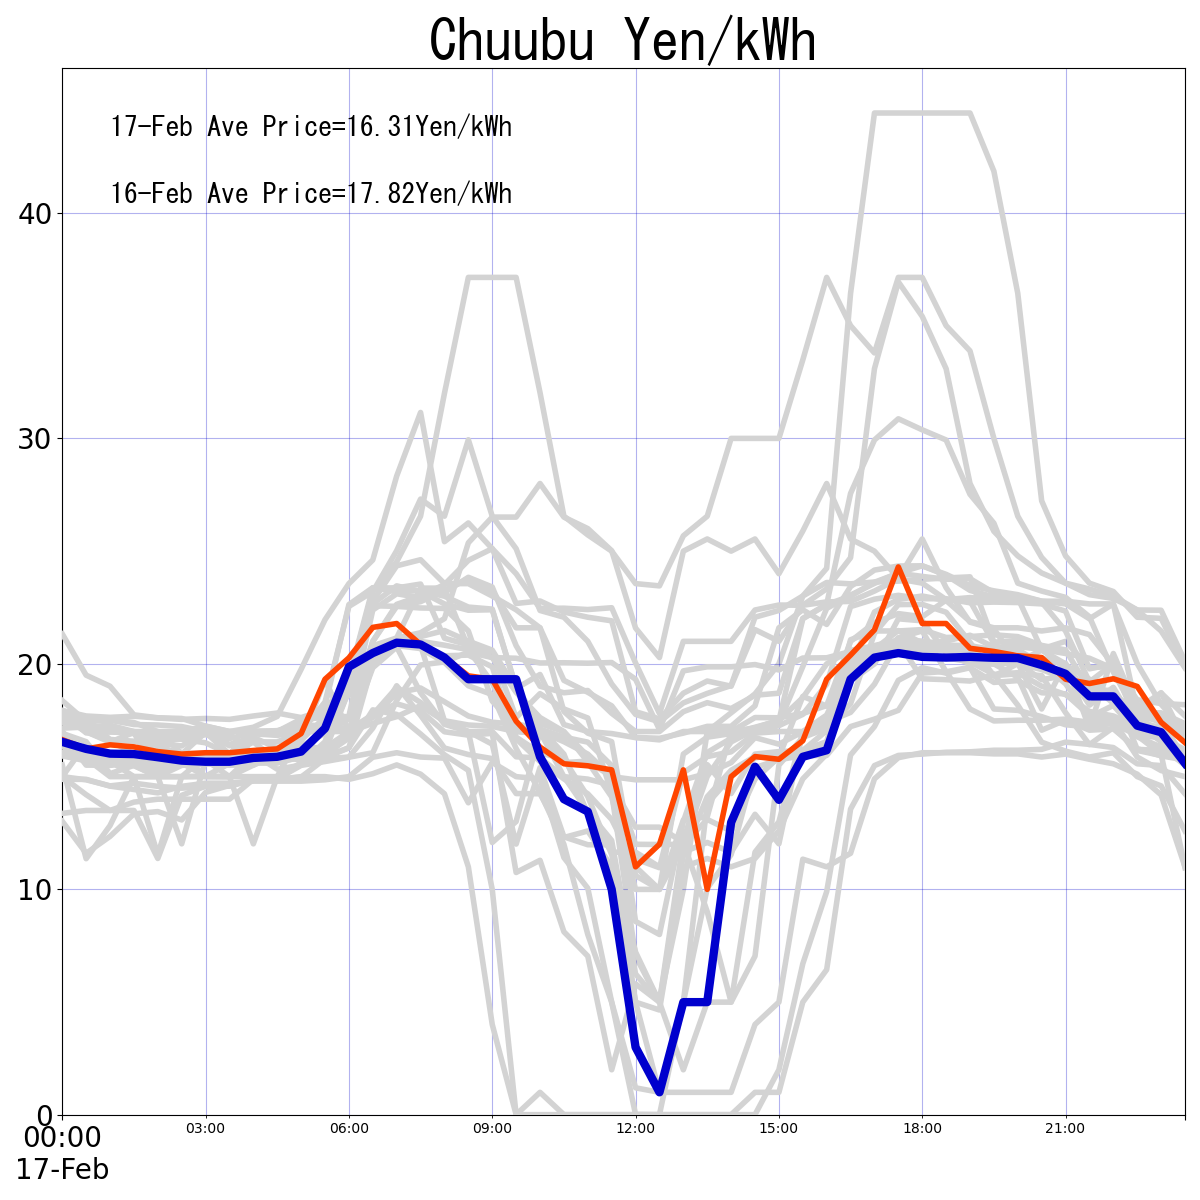 Chuubu Yen/kWh
17-Feb Ave Price=16.31Yen/kWh
16-Feb Ave Price=17.82Yen/kWh
40
30
20
10
0
00:00 03:00 06:00 09:00 12:00 15:00 18:00 21:00
17-Feb